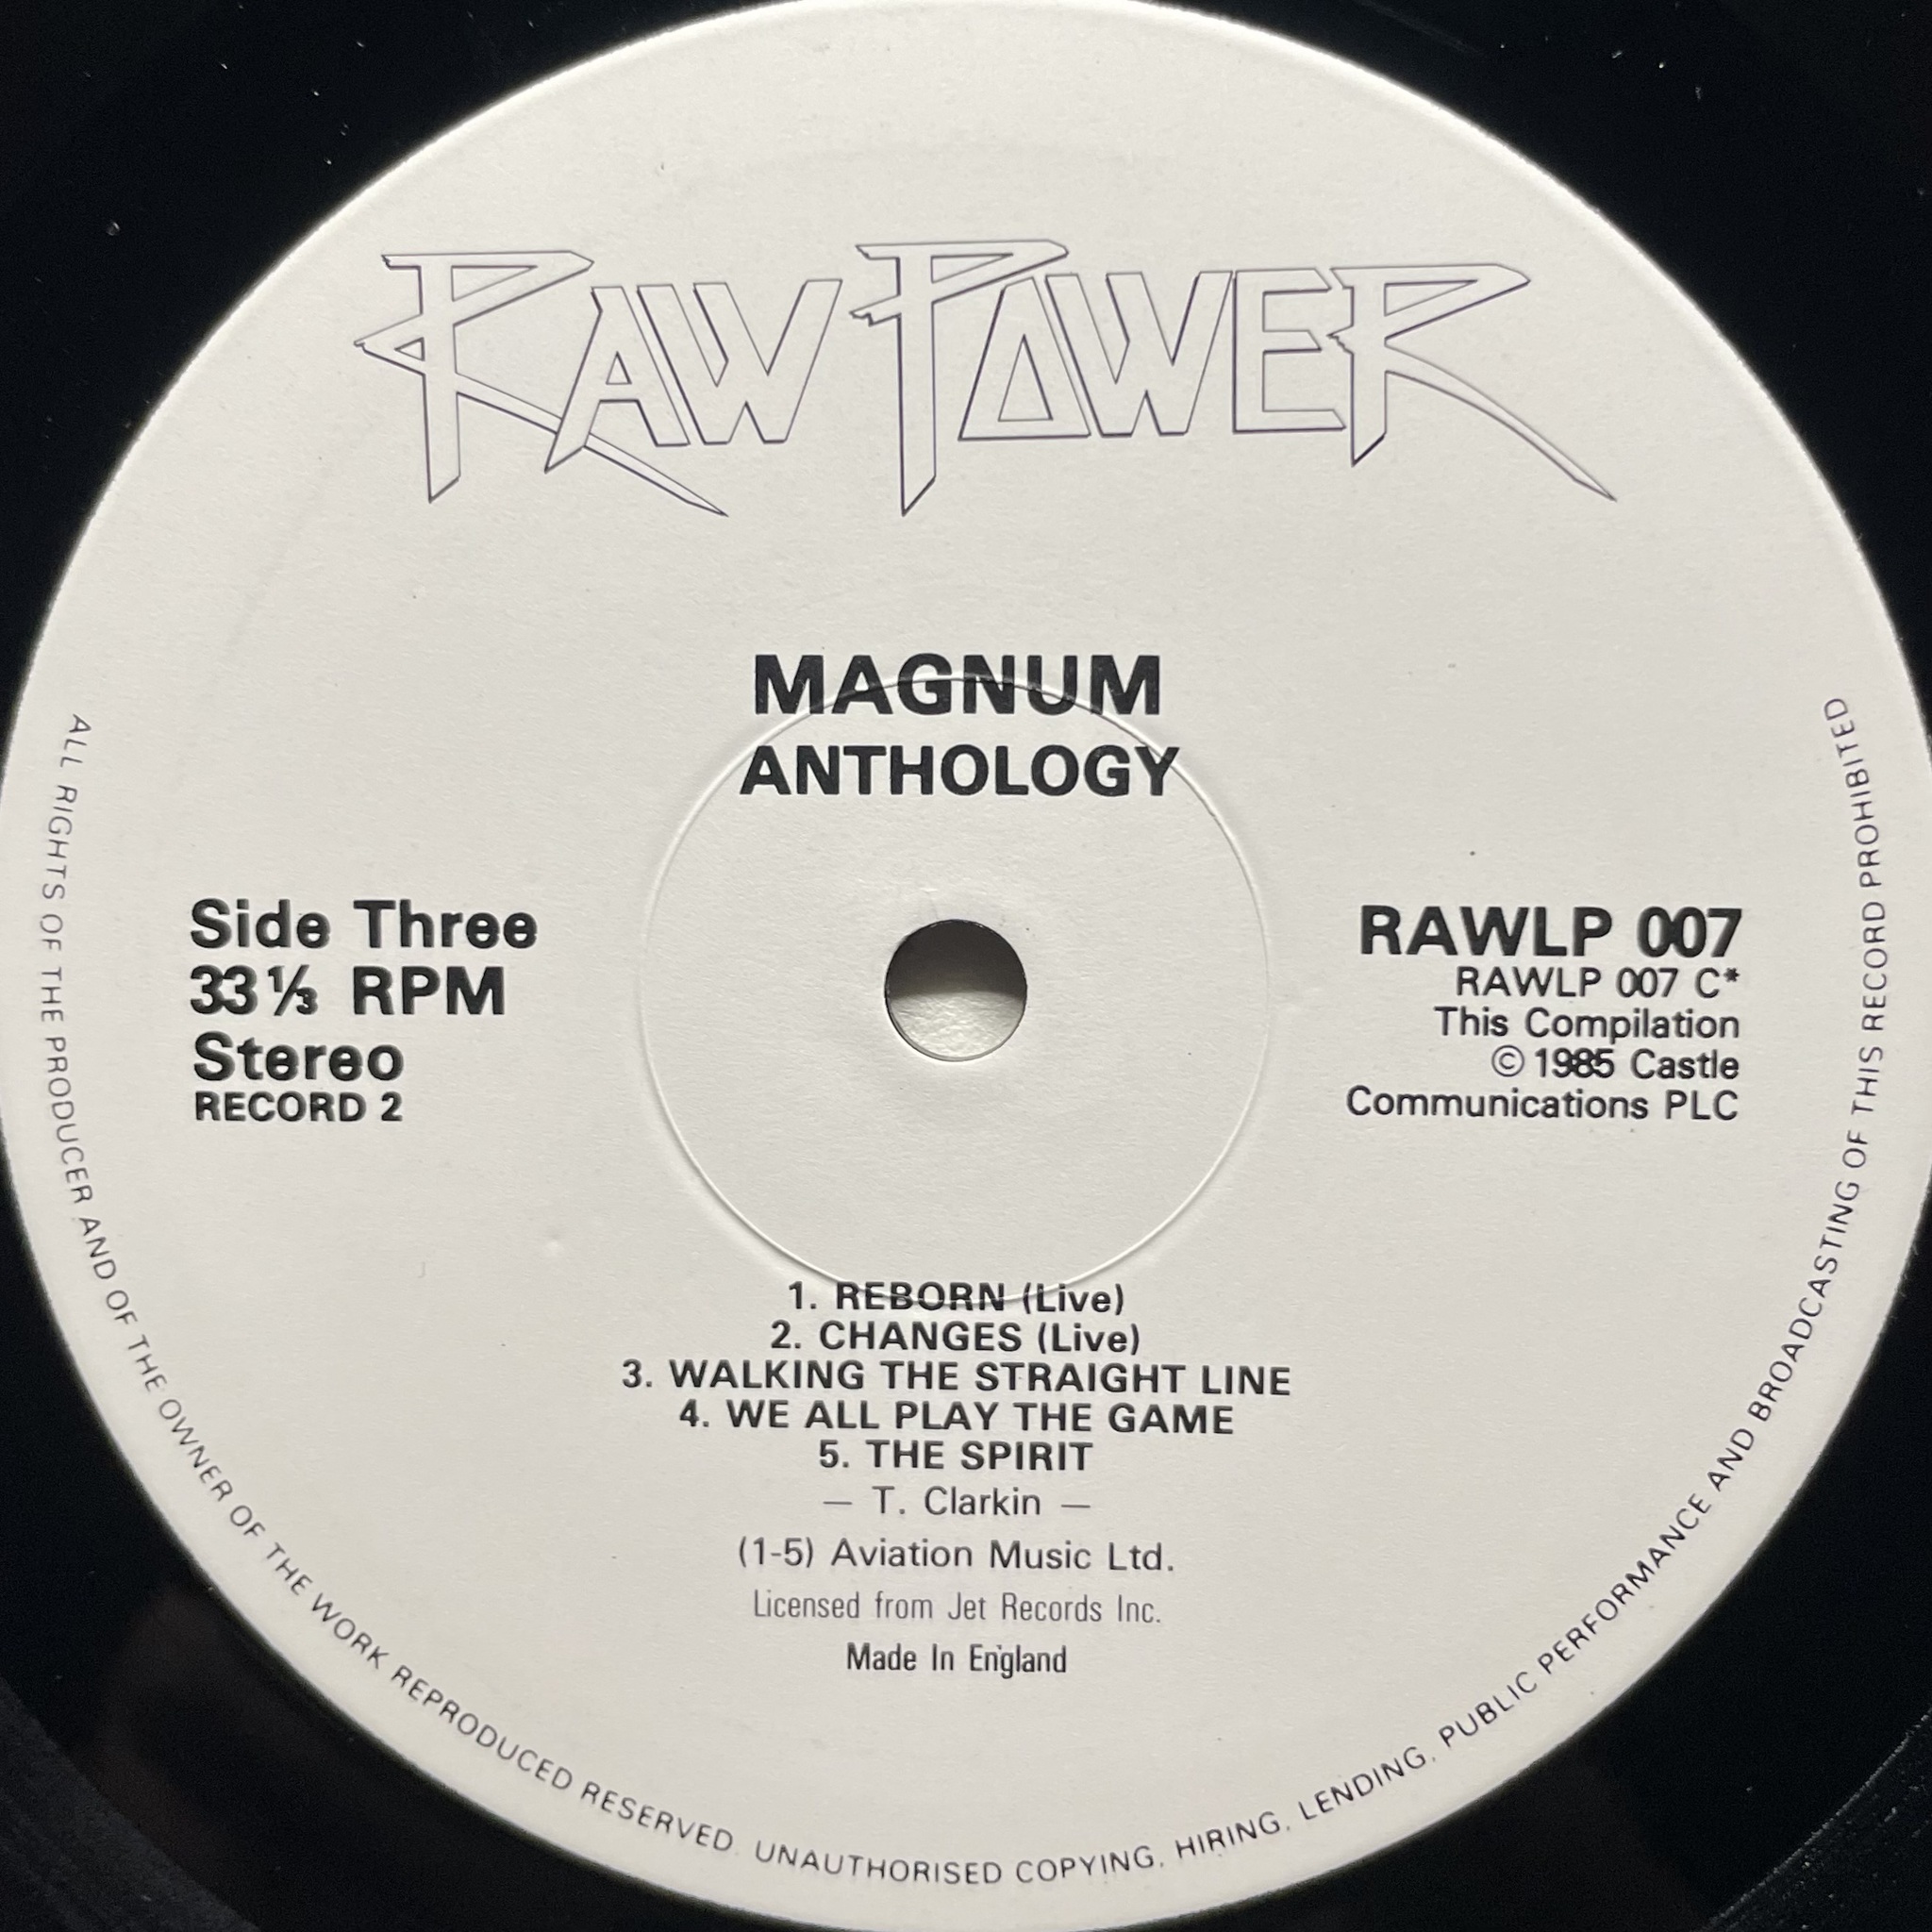 RAW POWER
MAGNUM
ANTHOLOGY
Side Three
33⅓ RPM
Stereo
RECORD 2
RAWLP 007
RAWLP 007 C*
This Compilation
© 1985 Castle
Communications PLC
1. REBORN (Live)
2. CHANGES (Live)
3. WALKING THE STRAIGHT LINE
4. WE ALL PLAY THE GAME
5. THE SPIRIT
— T. Clarkin —
(1-5) Aviation Music Ltd.
Licensed from Jet Records Inc.
Made In England
ALL RIGHTS OF THE PRODUCER AND OF THE OWNER OF THE WORK REPRODUCED RESERVED. UNAUTHORISED COPYING, HIRING, LENDING, PUBLIC PERFORMANCE AND BROADCASTING OF THIS RECORD PROHIBITED